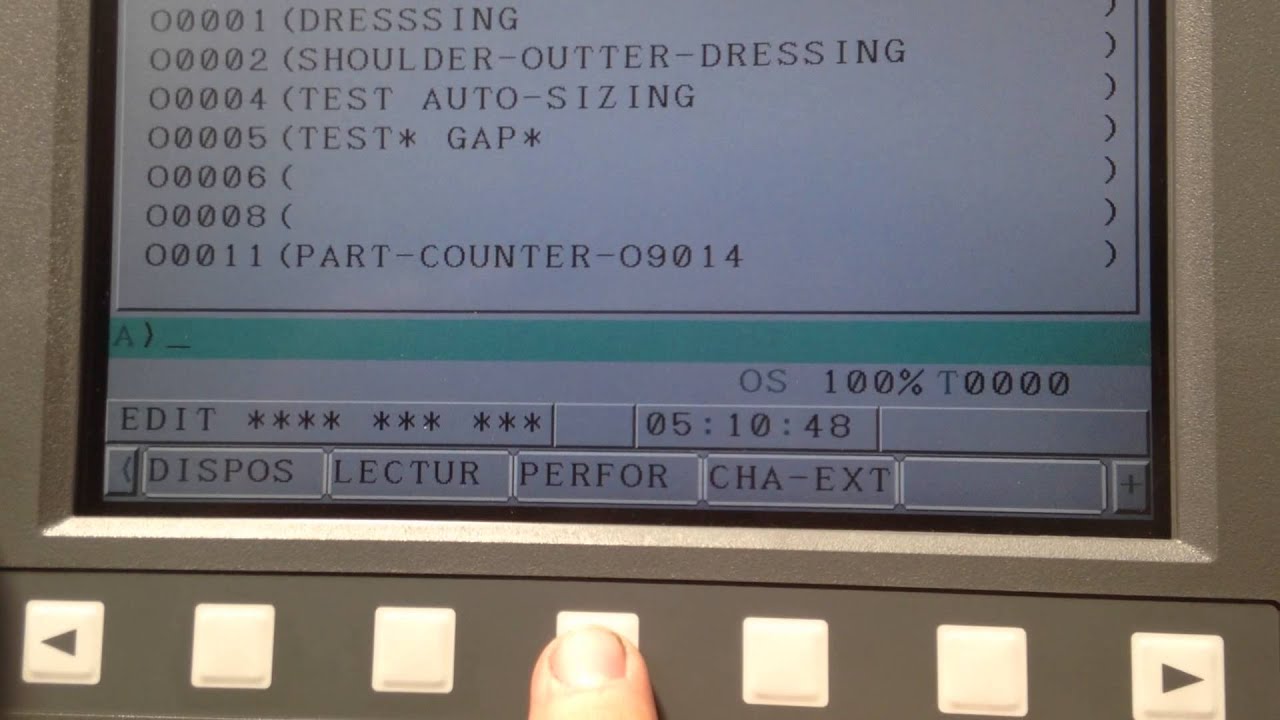 O0001(DRESSSING )
O0002(SHOULDER-OUTTER-DRESSING )
O0004(TEST AUTO-SIZING )
O0005(TEST* GAP* )
O0006( )
O0008( )
O0011(PART-COUNTER-O9014 )
A)_
OS 100% T0000
EDIT **** *** *** 05:10:48
( DISPOS LECTUR PERFOR CHA-EXT +